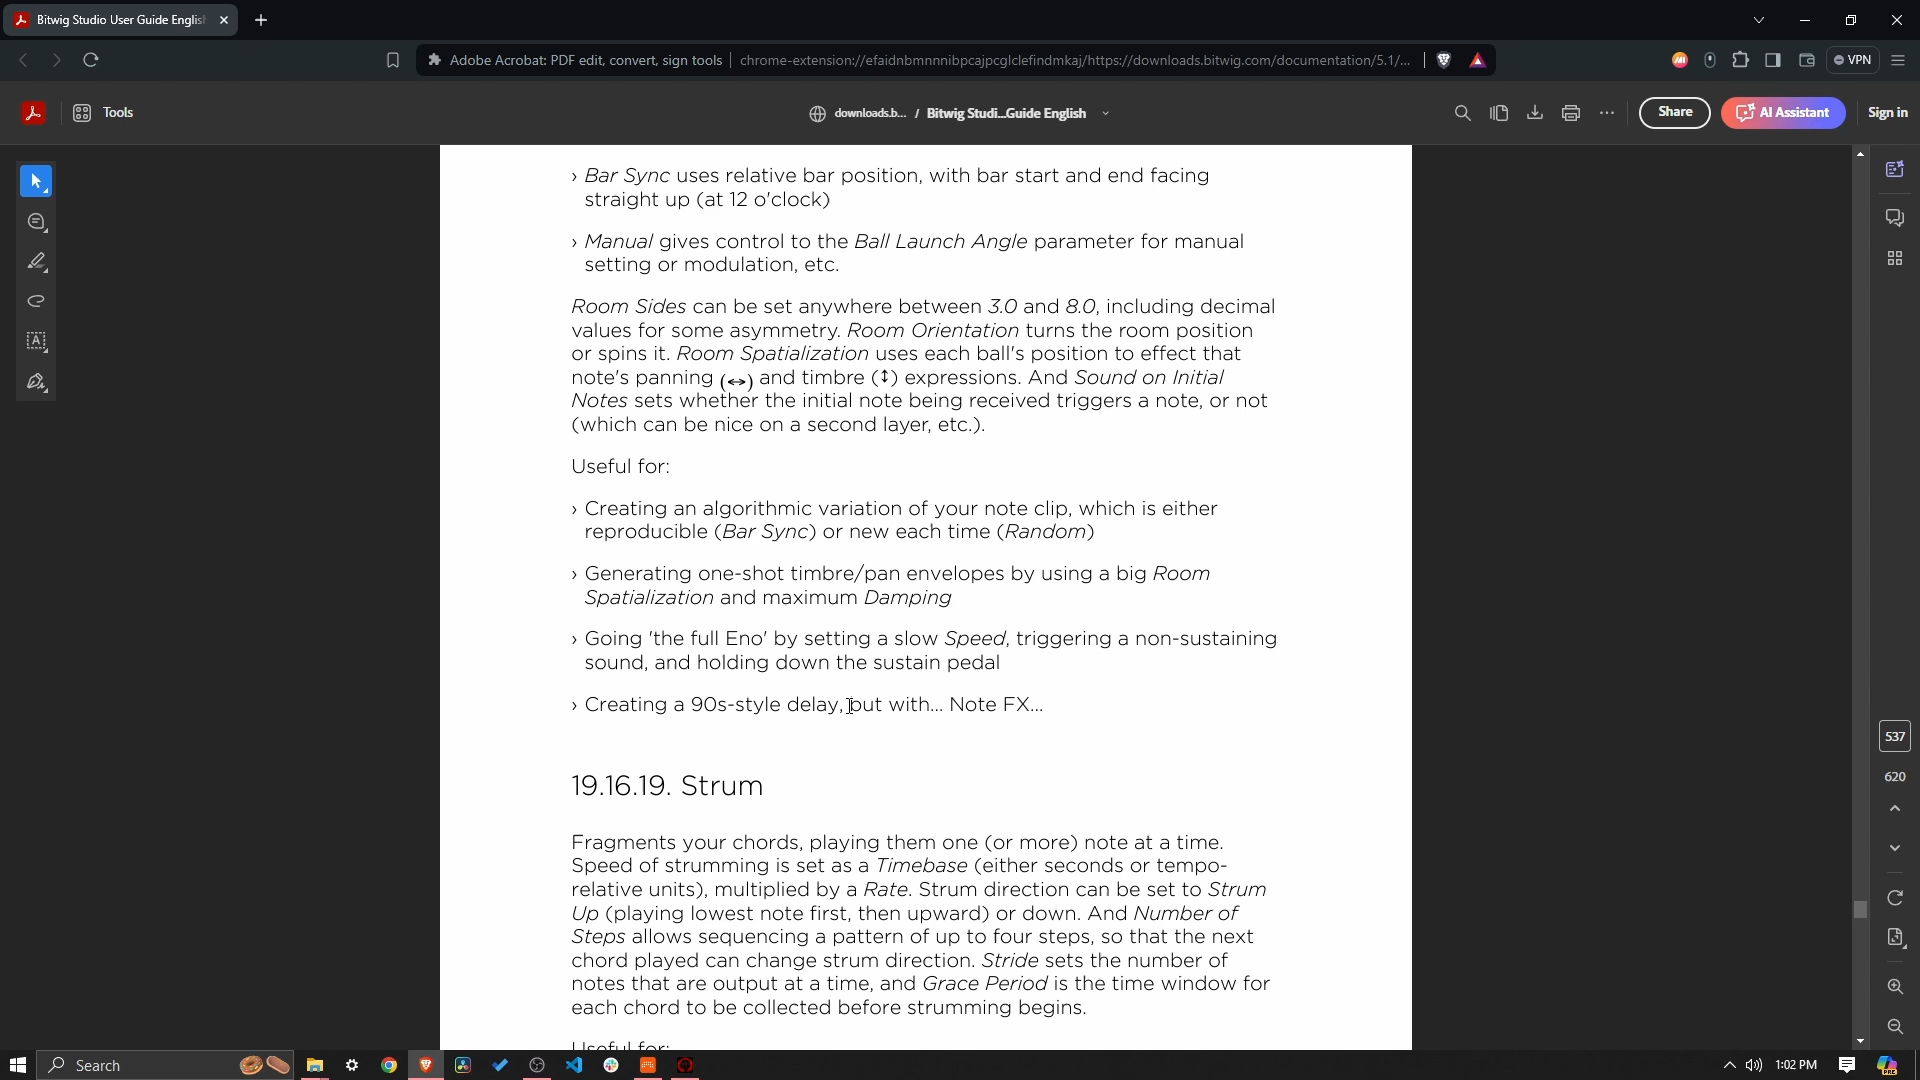 Bitwig Studio User Guide Englis
Adobe Acrobat: PDF edit, convert, sign tools
chrome-extension://efaidnbmnnnibpcajpcglclefindmkaj/https://downloads.bitwig.com/documentation/5.1/...
VPN
Tools
downloads.b... / Bitwig Studi...Guide English
Share
AI Assistant
Sign in
› Bar Sync uses relative bar position, with bar start and end facing
straight up (at 12 o'clock)
› Manual gives control to the Ball Launch Angle parameter for manual
setting or modulation, etc.
Room Sides can be set anywhere between 3.0 and 8.0, including decimal
values for some asymmetry. Room Orientation turns the room position
or spins it. Room Spatialization uses each ball's position to effect that
note's panning (↔) and timbre (↕) expressions. And Sound on Initial
Notes sets whether the initial note being received triggers a note, or not
(which can be nice on a second layer, etc.).
Useful for:
› Creating an algorithmic variation of your note clip, which is either
reproducible (Bar Sync) or new each time (Random)
› Generating one-shot timbre/pan envelopes by using a big Room
Spatialization and maximum Damping
› Going 'the full Eno' by setting a slow Speed, triggering a non-sustaining
sound, and holding down the sustain pedal
› Creating a 90s-style delay, but with... Note FX...
19.16.19. Strum
Fragments your chords, playing them one (or more) note at a time.
Speed of strumming is set as a Timebase (either seconds or tempo-
relative units), multiplied by a Rate. Strum direction can be set to Strum
Up (playing lowest note first, then upward) or down. And Number of
Steps allows sequencing a pattern of up to four steps, so that the next
chord played can change strum direction. Stride sets the number of
notes that are output at a time, and Grace Period is the time window for
each chord to be collected before strumming begins.
Useful for:
537
620
Search
1:02 PM